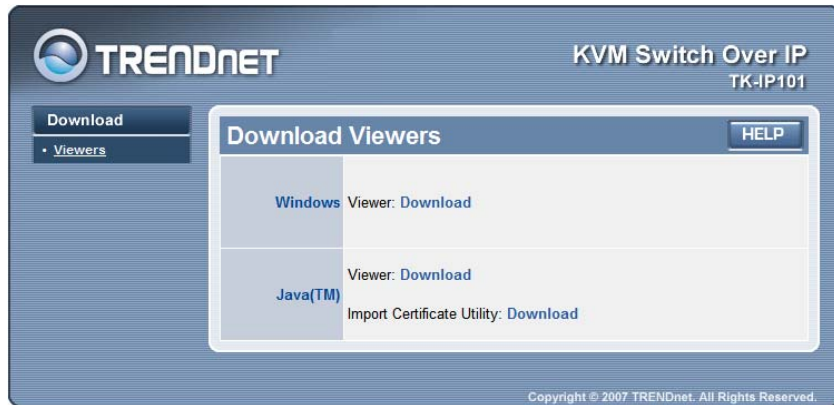 TRENDNET
KVM Switch Over IP
TK-IP101
Download
• Viewers
Download Viewers
HELP
Windows Viewer: Download
Java(TM)
Viewer: Download
Import Certificate Utility: Download
Copyright © 2007 TRENDnet. All Rights Reserved.